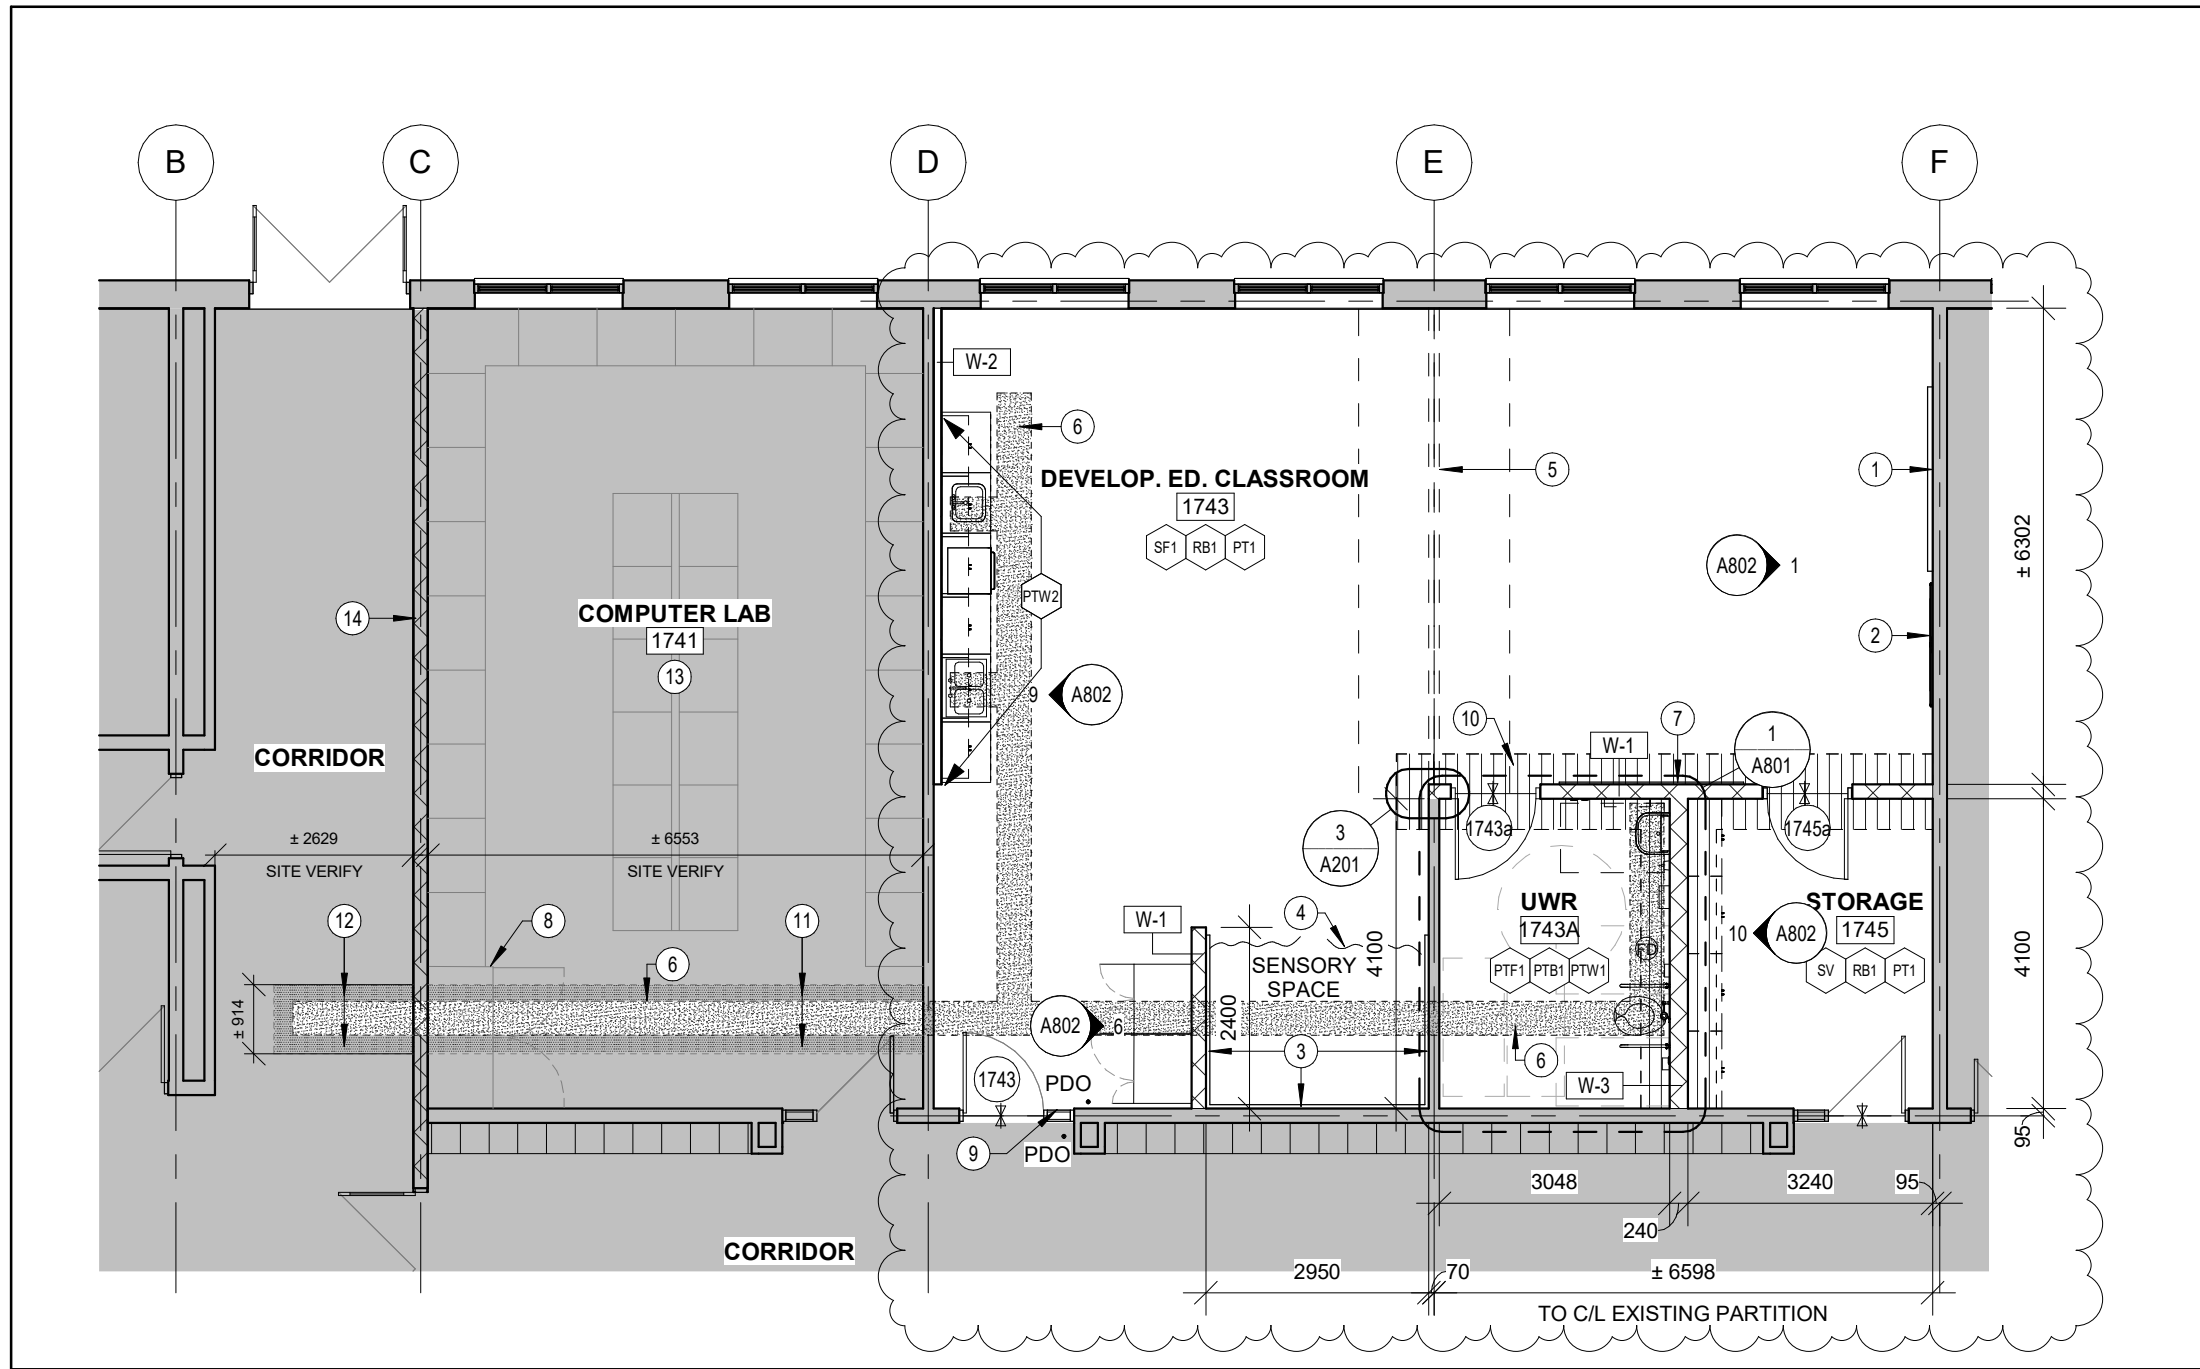 B
C
D
E
F
W-2
6
DEVELOP. ED. CLASSROOM
1743
SF1 RB1 PT1
5
1
2
± 6302
A802 1
PTW2
COMPUTER LAB
1741
13
14
9 A802
10
7
W-1
1
A801
CORRIDOR
1743a
1745a
3
A201
± 2629
SITE VERIFY
± 6553
SITE VERIFY
UWR
1743A
PTF1 PTB1 PTW1
FD
STORAGE
1745
SV RB1 PT1
10 A802
12
8
11
6
W-1
4
SENSORY
SPACE
4100
4100
2400
± 914
A802 6
3
6
W-3
1743
PDO
9
PDO
95
3048
3240
95
240
CORRIDOR
2950
70
± 6598
TO C/L EXISTING PARTITION